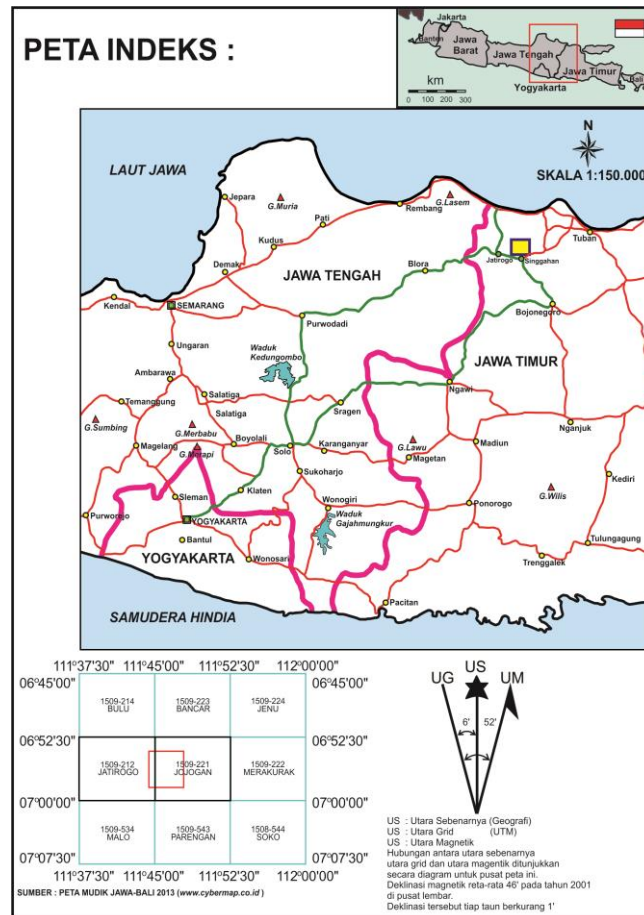 PETA INDEKS :
Jakarta
Banten
Jawa
Barat
Jawa Tengah
Jawa Timur
Bali
Yogyakarta
km
0 100 200 300
LAUT JAWA
N
SKALA 1:150.000
Jepara
G.Muria
Pati
Rembang
G.Lasem
Tuban
Kudus
Demak
JAWA TENGAH
Blora
Jatirogo
Singgahan
Kendal
SEMARANG
Purwodadi
Bojonegoro
Ungaran
Waduk
Kedungombo
JAWA TIMUR
Ambarawa
Ngawi
Temanggung
Salatiga
Salatiga
Sragen
G.Sumbing
G.Merbabu
Nganjuk
Magelang
Boyolali
G.Merapi
Solo
Karanganyar
G.Lawu
Magetan
Madiun
Sukoharjo
Kediri
Klaten
G.Wilis
Sleman
Wonogiri
Ponorogo
Purworejo
YOGYAKARTA
Waduk
Gajahmungkur
Bantul
Tulungagung
YOGYAKARTA
Wonosari
Trenggalek
Pacitan
SAMUDERA HINDIA
111°37'30" 111°45'00" 111°52'30" 112°00'00"
06°45'00" 06°45'00"
1509-214 1509-223 1509-224
BULU BANCAR JENU
06°52'30" 06°52'30"
1509-212 1509-221 1509-222
JATIROGO JOJOGAN MERAKURAK
07°00'00" 07°00'00"
1509-534 1509-543 1508-544
MALO PARENGAN SOKO
07°07'30" 07°07'30"
111°37'30" 111°45'00" 111°52'30" 112°00'00"
SUMBER : PETA MUDIK JAWA-BALI 2013 (www.cybermap.co.id )
US
UG UM
6' 52'
US : Utara Sebenarnya (Geografi)
US : Utara Grid (UTM)
US : Utara Magnetik
Hubungan antara utara sebenarnya
utara grid dan utara magentik ditunjukkan
secara diagram untuk pusat peta ini.
Deklinasi magnetik reta-rata 46' pada tahun 2001
di pusat lembar.
Deklinasi tersebut tiap taun berkurang 1'